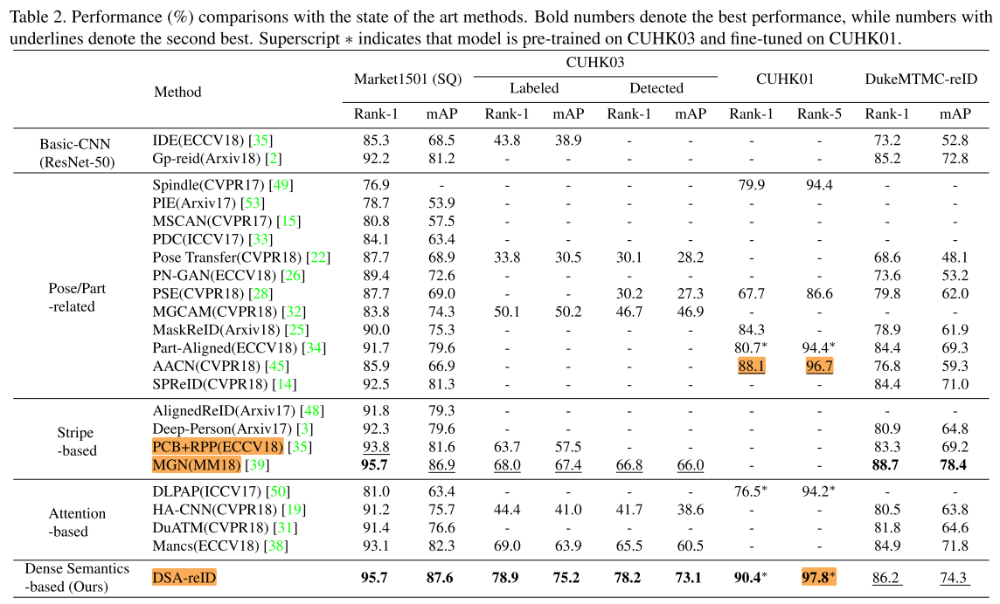 Table 2. Performance (%) comparisons with the state of the art methods. Bold numbers denote the best performance, while numbers with
underlines denote the second best. Superscript ∗ indicates that model is pre-trained on CUHK03 and fine-tuned on CUHK01.
Method Market1501 (SQ) CUHK03 CUHK01 DukeMTMC-reID
Labeled Detected
Rank-1 mAP Rank-1 mAP Rank-1 mAP Rank-1 Rank-5 Rank-1 mAP
Basic-CNN
(ResNet-50)
IDE(ECCV18) [35] 85.3 68.5 43.8 38.9 - - - - 73.2 52.8
Gp-reid(Arxiv18) [2] 92.2 81.2 - - - - - - 85.2 72.8
Pose/Part
-related
Spindle(CVPR17) [49] 76.9 - - - - - 79.9 94.4 - -
PIE(Arxiv17) [53] 78.7 53.9 - - - - - - - -
MSCAN(CVPR17) [15] 80.8 57.5 - - - - - - - -
PDC(ICCV17) [33] 84.1 63.4 - - - - - - - -
Pose Transfer(CVPR18) [22] 87.7 68.9 33.8 30.5 30.1 28.2 - - 68.6 48.1
PN-GAN(ECCV18) [26] 89.4 72.6 - - - - - - 73.6 53.2
PSE(CVPR18) [28] 87.7 69.0 - - 30.2 27.3 67.7 86.6 79.8 62.0
MGCAM(CVPR18) [32] 83.8 74.3 50.1 50.2 46.7 46.9 - - - -
MaskReID(Arxiv18) [25] 90.0 75.3 - - - - 84.3 - 78.9 61.9
Part-Aligned(ECCV18) [34] 91.7 79.6 - - - - 80.7∗ 94.4∗ 84.4 69.3
AACN(CVPR18) [45] 85.9 66.9 - - - - 88.1 96.7 76.8 59.3
SPReID(CVPR18) [14] 92.5 81.3 - - - - - - 84.4 71.0
Stripe
-based
AlignedReID(Arxiv17) [48] 91.8 79.3 - - - - - - - -
Deep-Person(Arxiv17) [3] 92.3 79.6 - - - - - - 80.9 64.8
PCB+RPP(ECCV18) [35] 93.8 81.6 63.7 57.5 - - - - 83.3 69.2
MGN(MM18) [39] 95.7 86.9 68.0 67.4 66.8 66.0 - - 88.7 78.4
Attention
-based
DLPAP(ICCV17) [50] 81.0 63.4 - - - - 76.5∗ 94.2∗ - -
HA-CNN(CVPR18) [19] 91.2 75.7 44.4 41.0 41.7 38.6 - - 80.5 63.8
DuATM(CVPR18) [31] 91.4 76.6 - - - - - - 81.8 64.6
Mancs(ECCV18) [38] 93.1 82.3 69.0 63.9 65.5 60.5 - - 84.9 71.8
Dense Semantics
-based (Ours)
DSA-reID 95.7 87.6 78.9 75.2 78.2 73.1 90.4∗ 97.8∗ 86.2 74.3